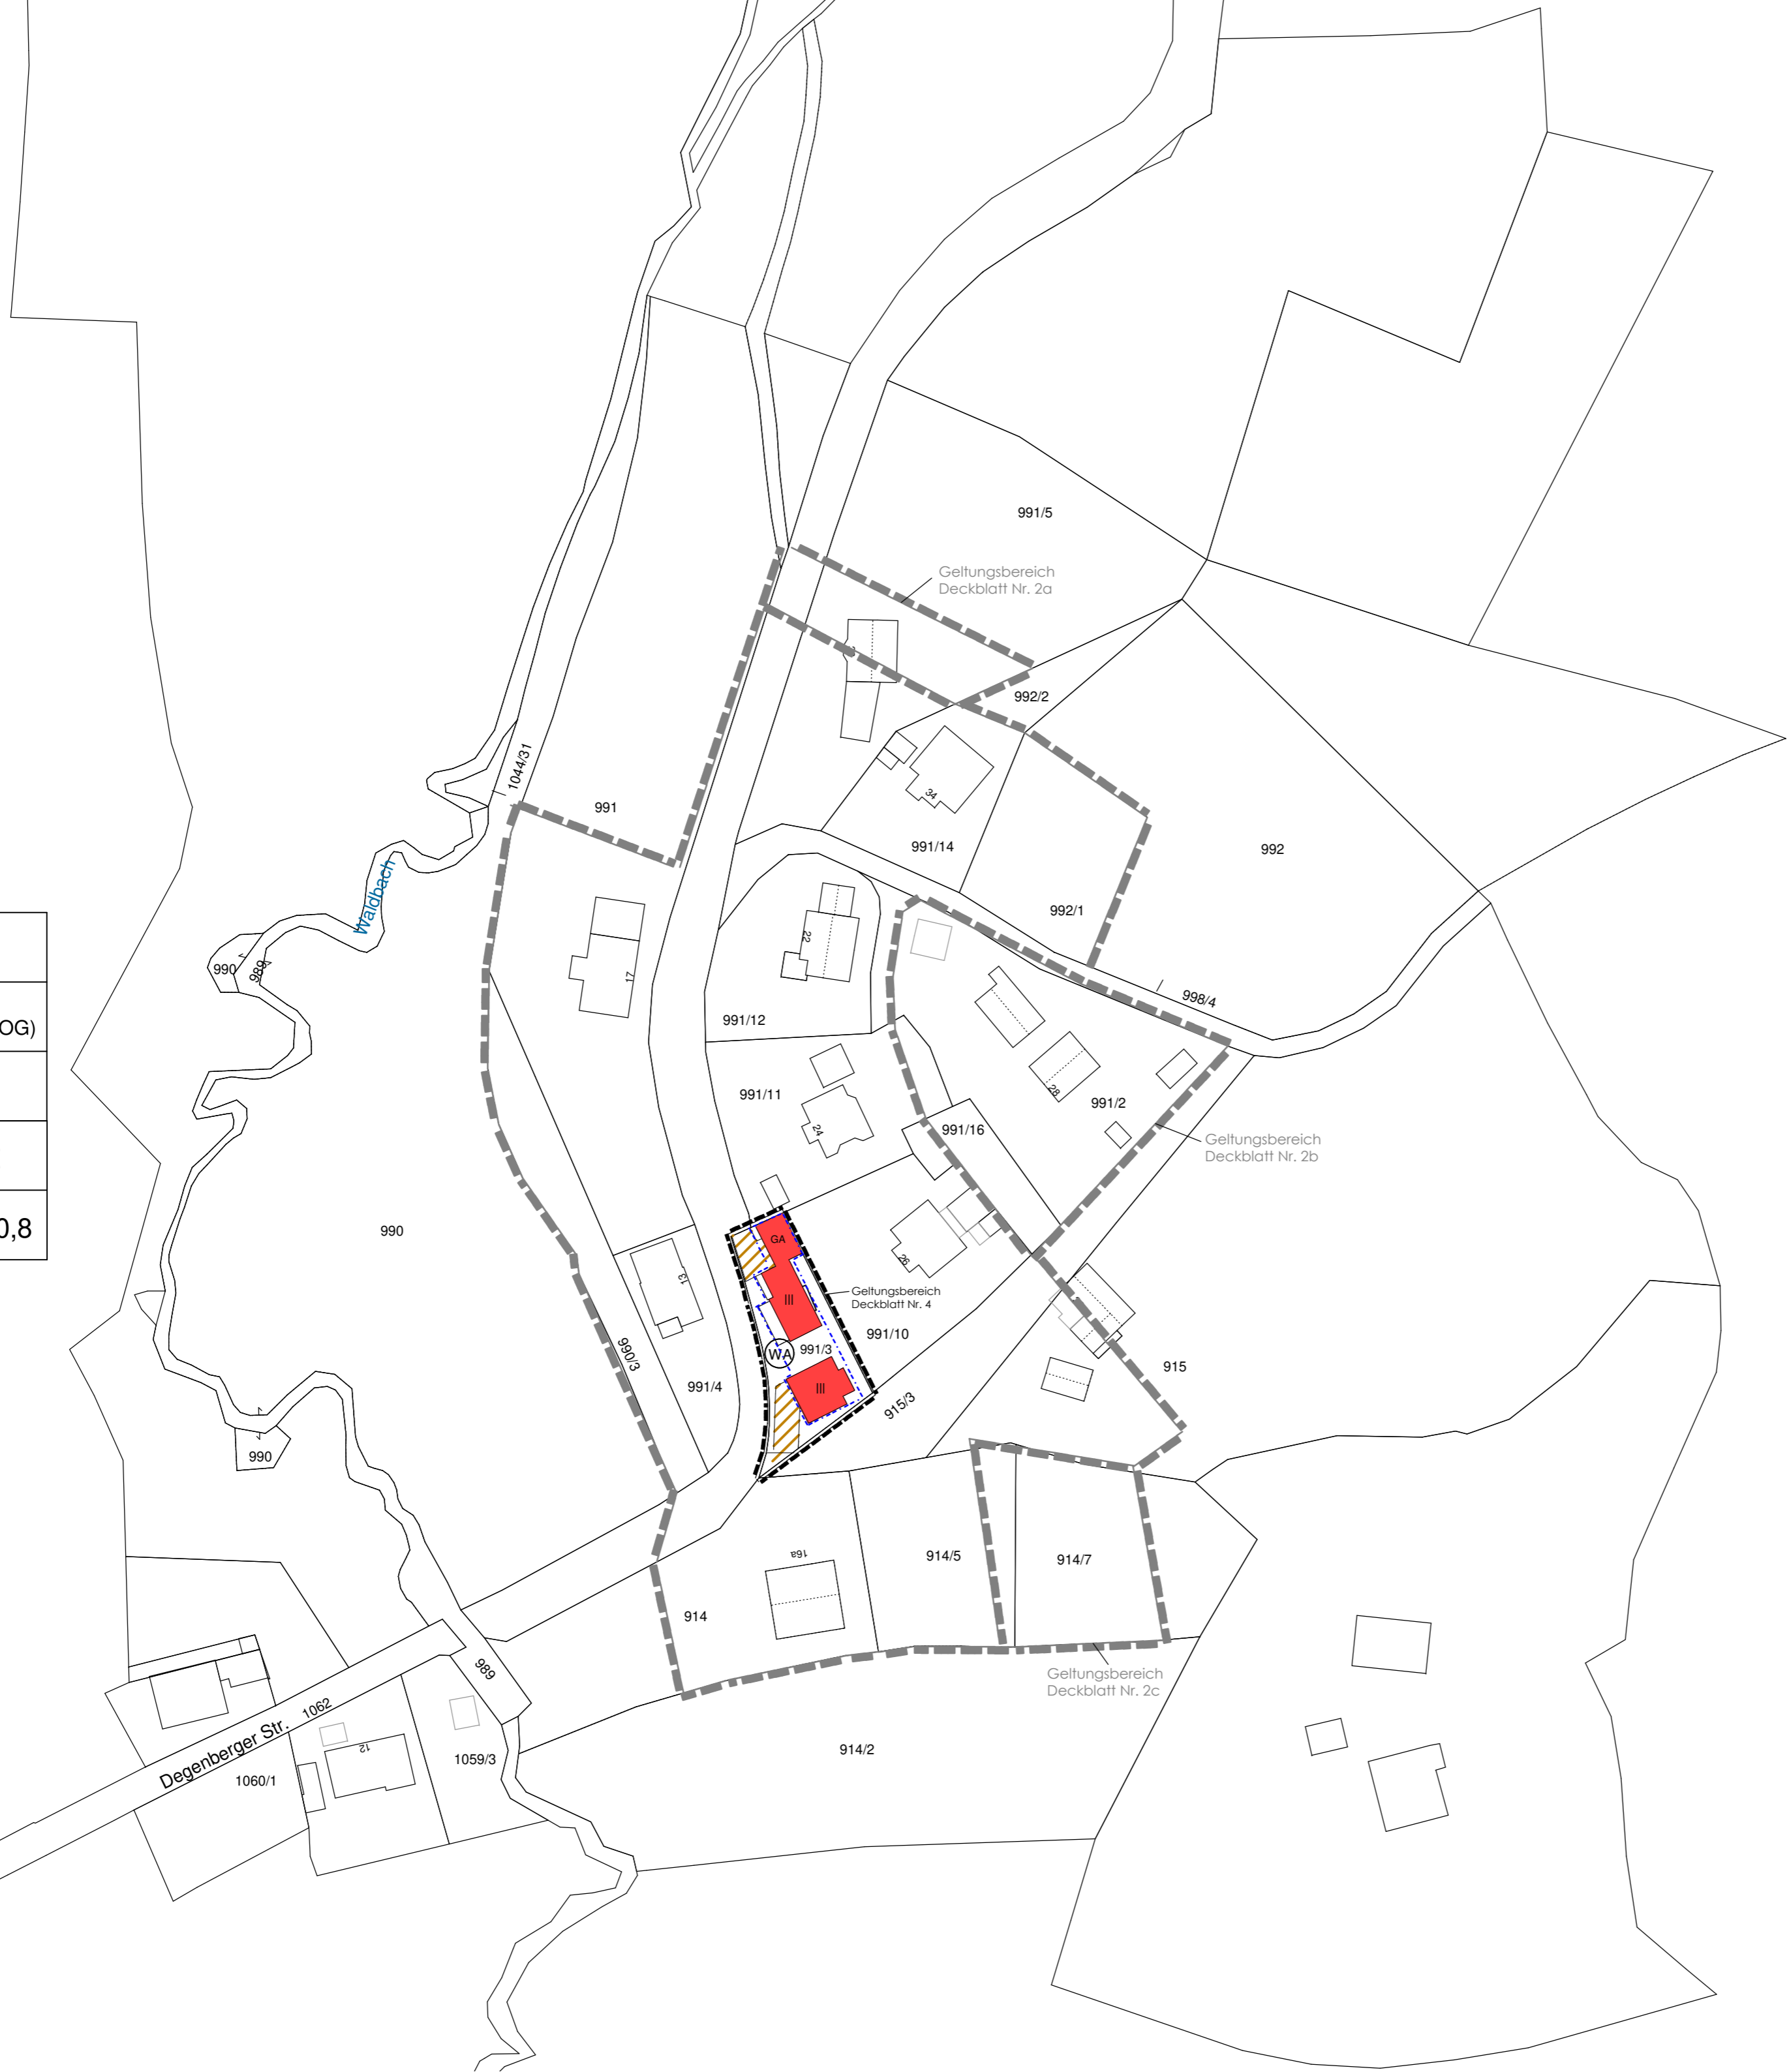 991/5
Geltungsbereich
Deckblatt Nr. 2a
992/2
1044/31
991
34
991/14
992
Waldbach
992/1
22
990
989
17
998/4
991/12
OG)
991/11
28
991/2
24
991/16
Geltungsbereich
Deckblatt Nr. 2b
0,8
990
GA
26
13
Geltungsbereich
Deckblatt Nr. 4
III
991/10
990/3
WA
991/3
915
991/4
III
915/3
990
16a
914/5
914/7
914
989
Geltungsbereich
Deckblatt Nr. 2c
Degenberger Str.
1062
12
914/2
1059/3
1060/1